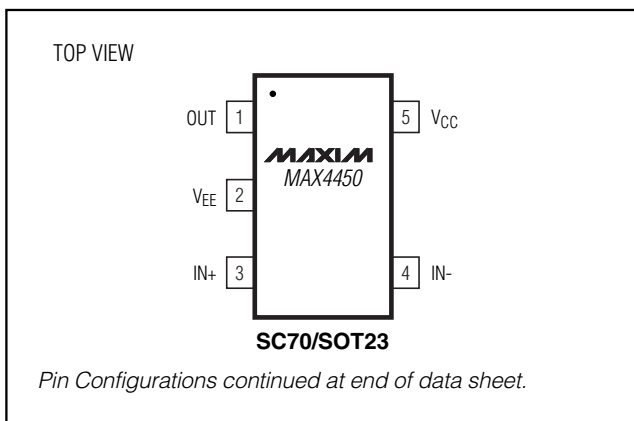 TOP VIEW
OUT 1
5 VCC
MAXIM
MAX4450
VEE 2
IN+ 3
4 IN-
SC70/SOT23
Pin Configurations continued at end of data sheet.